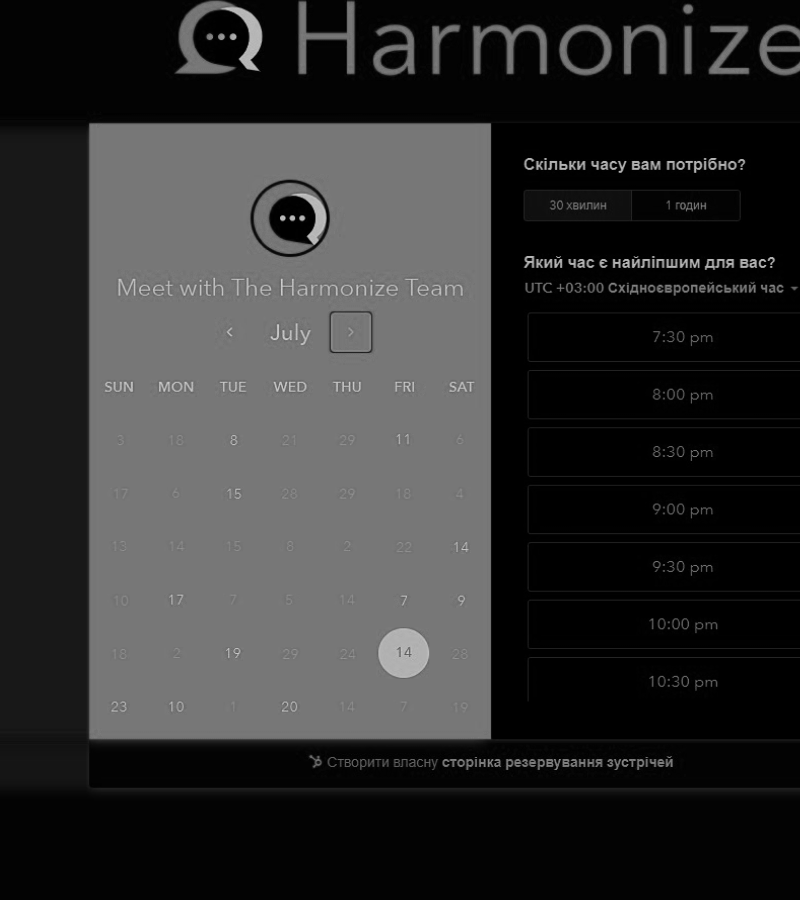 Harmonize
Meet with The Harmonize Team
July
SUN MON TUE WED THU FRI SAT
3 18 8 21 29 11 6
17 6 15 28 29 18 4
13 14 15 8 2 22 14
10 17 7 5 14 7 9
18 2 19 29 24 14 28
23 10 1 20 14 7 19
Скільки часу вам потрібно?
30 хвилин 1 годин
Який час є найліпшим для вас?
UTC +03:00 Східноєвропейський час
7:30 pm
8:00 pm
8:30 pm
9:00 pm
9:30 pm
10:00 pm
10:30 pm
Створити власну сторінка резервування зустрічей